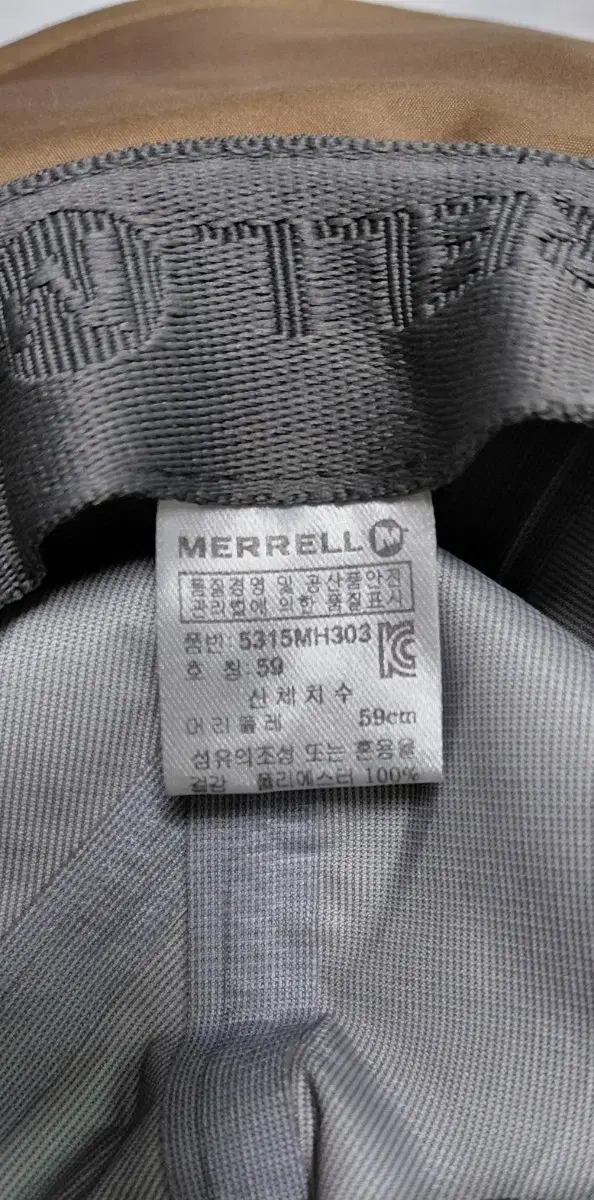 MERRELL
품질경영 및 공산품안전
관리법에 의한 품질표시
품번: 5315MH303
호 칭: 59
신체치수
머리둘레 59cm
섬유의조성 또는 혼용율
겉감 폴리에스터 100%